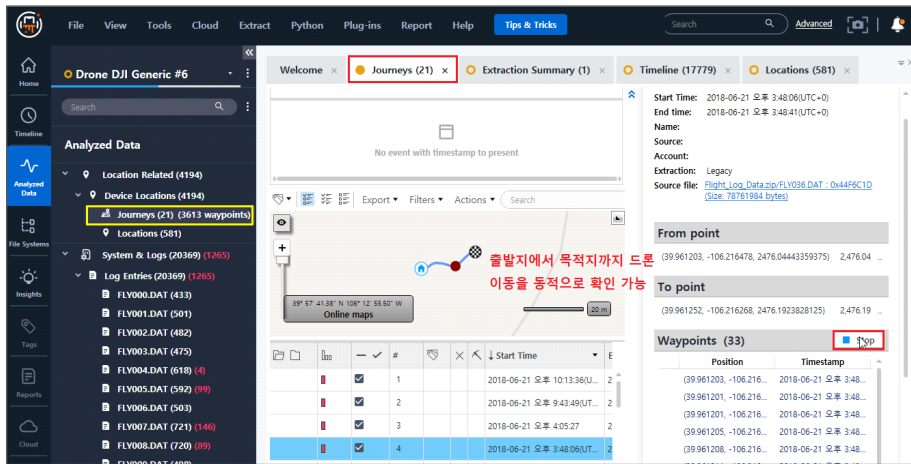 File View Tools Cloud Extract Python Plug-ins Report Help Tips & Tricks Search Advanced
Home
Timeline
Analyzed Data
File Systems
Insights
Tags
Reports
Cloud
Drone DJI Generic #6
Search
Analyzed Data
Location Related (4194)
Device Locations (4194)
Journeys (21) (3613 waypoints)
Locations (581)
System & Logs (20369) (1265)
Log Entries (20369) (1265)
FLY000.DAT (433)
FLY001.DAT (501)
FLY002.DAT (482)
FLY003.DAT (475)
FLY004.DAT (618) (4)
FLY005.DAT (592) (99)
FLY006.DAT (503)
FLY007.DAT (721) (146)
FLY008.DAT (720) (89)
Welcome × Journeys (21) × Extraction Summary (1) × Timeline (17779) × Locations (581) ×
No event with timestamp to present
Export Filters Actions Search
출발지에서 목적지까지 드론
이동을 동적으로 확인 가능
39° 57' 41.38" N 106° 12' 55.50" W
Online maps
20 m
# ↓ Start Time
1 2018-06-21 오후 10:13:36(U...
2 2018-06-21 오후 9:43:49(UT...
3 2018-06-21 오후 4:05:27
4 2018-06-21 오후 3:48:06(UT...
Start Time: 2018-06-21 오후 3:48:06(UTC+0)
End time: 2018-06-21 오후 3:48:41(UTC+0)
Name:
Source:
Account:
Extraction: Legacy
Source file: Flight_Log_Data.zip/FLY036.DAT : 0x44F6C1D
(Size: 78761984 bytes)
From point
(39.961203, -106.216478, 2476.04443359375) 2,476.04 ..
To point
(39.961252, -106.216268, 2476.1923828125) 2,476.19 ..
Waypoints (33) Stop
Position Timestamp
(39.961203, -106.216... 2018-06-21 오후 3:48...
(39.961201, -106.216... 2018-06-21 오후 3:48...
(39.961201, -106.216... 2018-06-21 오후 3:48...
(39.961205, -106.216... 2018-06-21 오후 3:48...
(39.961208, -106.216... 2018-06-21 오후 3:48...